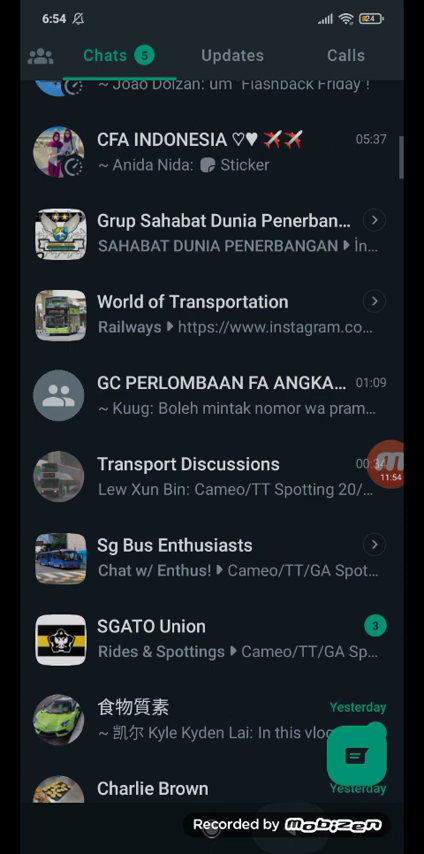 6:54 24
Chats 5 Updates Calls
~ Joao Dolzan: um "Flashback Friday"!
CFA INDONESIA ♡♥ ✈✈ 05:37
~ Anida Nida: Sticker
Grup Sahabat Dunia Penerban...
SAHABAT DUNIA PENERBANGAN ▸ İn...
World of Transportation
Railways ▸ https://www.instagram.co...
GC PERLOMBAAN FA ANGKA... 01:09
~ Kuug: Boleh mintak nomor wa pram...
Transport Discussions
Lew Xun Bin: Cameo/TT Spotting 20/...
11:54
Sg Bus Enthusiasts
Chat w/ Enthus! ▸ Cameo/TT/GA Spot...
SGATO Union 3
Rides & Spottings ▸ Cameo/TT/GA Sp...
食物質素 Yesterday
~ 凯尔 Kyle Kyden Lai: In this vlog
Charlie Brown Yesterday
Recorded by mobizen